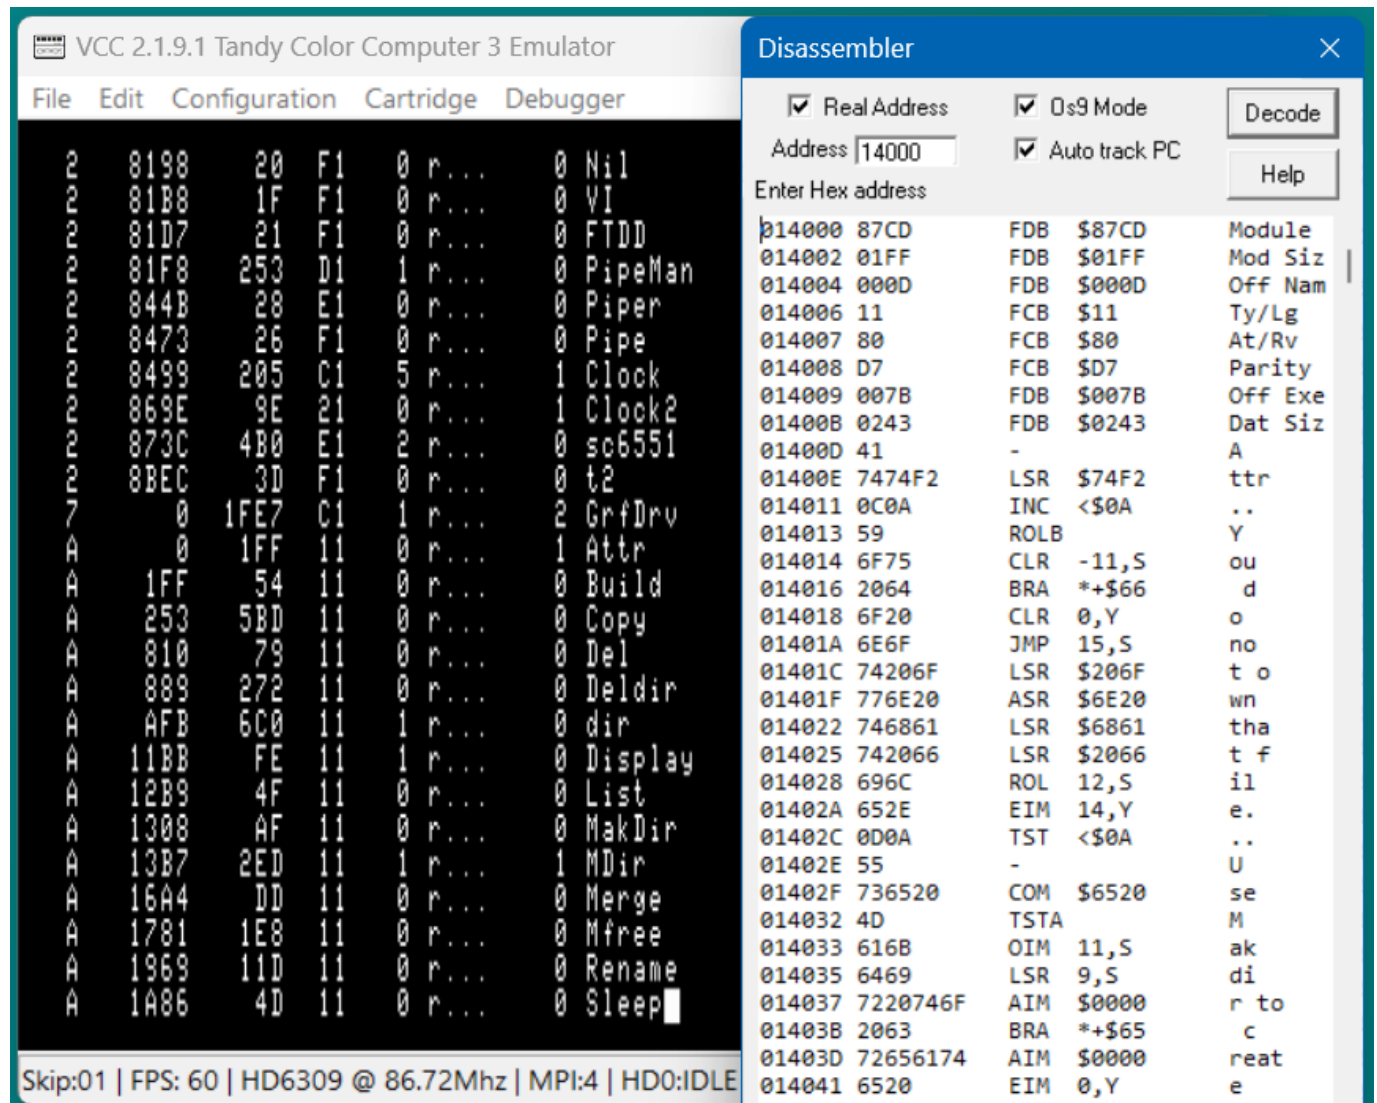 VCC 2.1.9.1 Tandy Color Computer 3 Emulator
File Edit Configuration Cartridge Debugger
2 8198 20 F1 0 r... 0 Nil
2 81B8 1F F1 0 r... 0 VI
2 81D7 21 F1 0 r... 0 FTDD
2 81F8 253 D1 1 r... 0 PipeMan
2 844B 28 E1 0 r... 0 Piper
2 8473 26 F1 0 r... 0 Pipe
2 8499 205 C1 5 r... 1 Clock
2 869E 9E 21 0 r... 1 Clock2
2 873C 4B0 E1 2 r... 0 sc6551
2 8BEC 3D F1 0 r... 0 t2
7 0 1FE7 C1 1 r... 2 GrfDrv
A 0 1FF 11 0 r... 1 Attr
A 1FF 54 11 0 r... 0 Build
A 253 5BD 11 0 r... 0 Copy
A 810 79 11 0 r... 0 Del
A 889 272 11 0 r... 0 Deldir
A AFB 6C0 11 1 r... 0 dir
A 11BB FE 11 1 r... 0 Display
A 12B9 4F 11 0 r... 0 List
A 1308 AF 11 0 r... 0 MakDir
A 13B7 2ED 11 1 r... 1 MDir
A 16A4 DD 11 0 r... 0 Merge
A 1781 1E8 11 0 r... 0 Mfree
A 1969 11D 11 0 r... 0 Rename
A 1A86 4D 11 0 r... 0 Sleep
Skip:01 | FPS: 60 | HD6309 @ 86.72Mhz | MPI:4 | HD0:IDLE
Disassembler
Real Address Os9 Mode Decode
Address 14000 Auto track PC
Help
Enter Hex address
014000 87CD FDB $87CD Module
014002 01FF FDB $01FF Mod Siz
014004 000D FDB $000D Off Nam
014006 11 FCB $11 Ty/Lg
014007 80 FCB $80 At/Rv
014008 D7 FCB $D7 Parity
014009 007B FDB $007B Off Exe
01400B 0243 FDB $0243 Dat Siz
01400D 41 - A
01400E 7474F2 LSR $74F2 ttr
014011 0C0A INC <$0A ..
014013 59 ROLB Y
014014 6F75 CLR -11,S ou
014016 2064 BRA *+$66 d
014018 6F20 CLR 0,Y o
01401A 6E6F JMP 15,S no
01401C 74206F LSR $206F t o
01401F 776E20 ASR $6E20 wn
014022 746861 LSR $6861 tha
014025 742066 LSR $2066 t f
014028 696C ROL 12,S il
01402A 652E EIM 14,Y e.
01402C 0D0A TST <$0A ..
01402E 55 - U
01402F 736520 COM $6520 se
014032 4D TSTA M
014033 616B OIM 11,S ak
014035 6469 LSR 9,S di
014037 7220746F AIM $0000 r to
01403B 2063 BRA *+$65 c
01403D 72656174 AIM $0000 reat
014041 6520 EIM 0,Y e